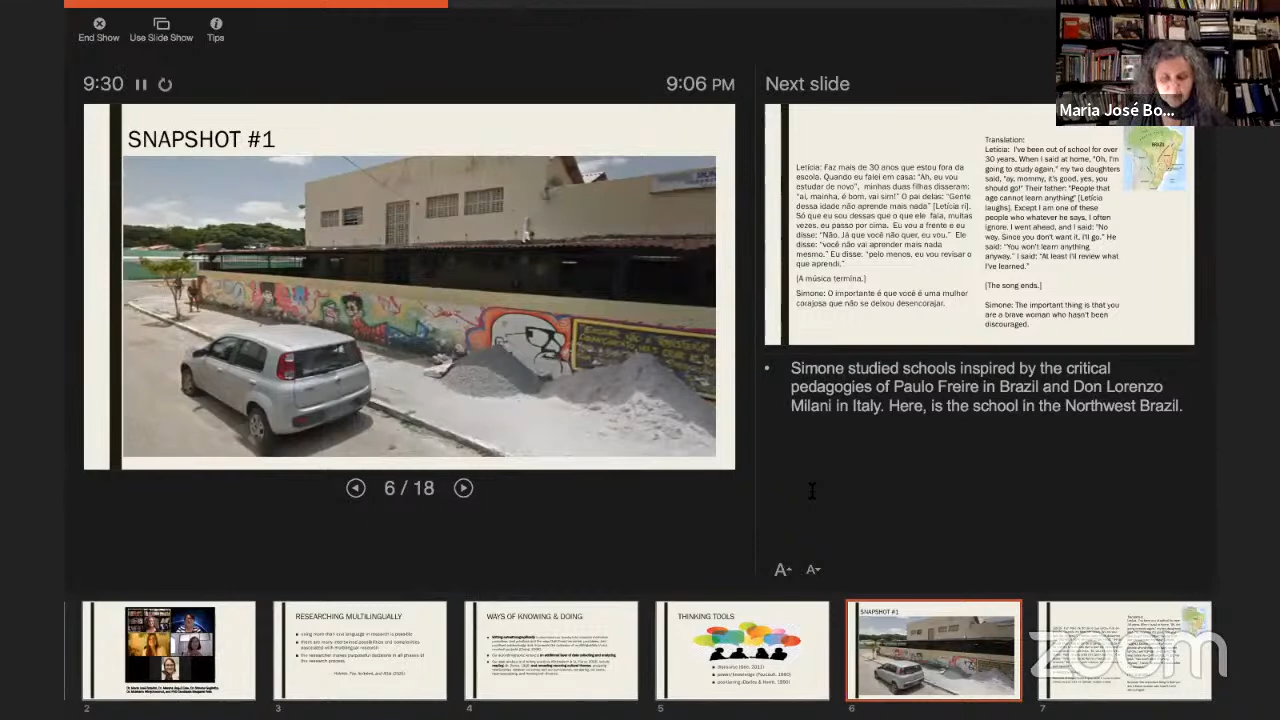 End Show
Use Slide Show
Tips
Maria José Bo...
9:30
9:06 PM
Next slide
SNAPSHOT #1
Letícia: Faz mais de 30 anos que estou fora da
escola. Quando eu falei em casa: "Ah, eu vou
estudar de novo", minhas duas filhas disseram:
"ai, mainha, é bom, vai sim!" O pai delas: "Gente
dessa idade não aprende mais nada" [Letícia ri].
Só que eu sou dessas que o que ele fala, muitas
vezes, eu passo por cima. Eu vou a frente e eu
disse: "Não. Já que você não quer, eu vou." Ele
disse: "você não vai aprender mais nada
mesmo." Eu disse: "pelo menos, eu vou revisar o
que aprendi."
[A música termina.]
Simone: O importante é que você é uma mulher
corajosa que não se deixou desencorajar.
Translation:
Letícia: I've been out of school for over
30 years. When I said at home, "Oh, I'm
going to study again," my two daughters
said, "ay, mommy, it's good, yes, you
should go!" Their father: "People that
age cannot learn anything" [Letícia
laughs]. Except I am one of these
people who whatever he says, I often
ignore. I went ahead, and I said: "No
way. Since you don't want it, I'll go." He
said: "You won't learn anything
anyway." I said: "At least I'll review what
I've learned."
[The song ends.]
Simone: The important thing is that you
are a brave woman who hasn't been
discouraged.
BRAZIL
• Simone studied schools inspired by the critical
pedagogies of Paulo Freire in Brazil and Don Lorenzo
Milani in Italy. Here, is the school in the Northwest Brazil.
6 / 18
RESEARCHING MULTILINGUALLY
WAYS OF KNOWING & DOING
THINKING TOOLS
SNAPSHOT #1
zoom
2
3
4
5
6
7